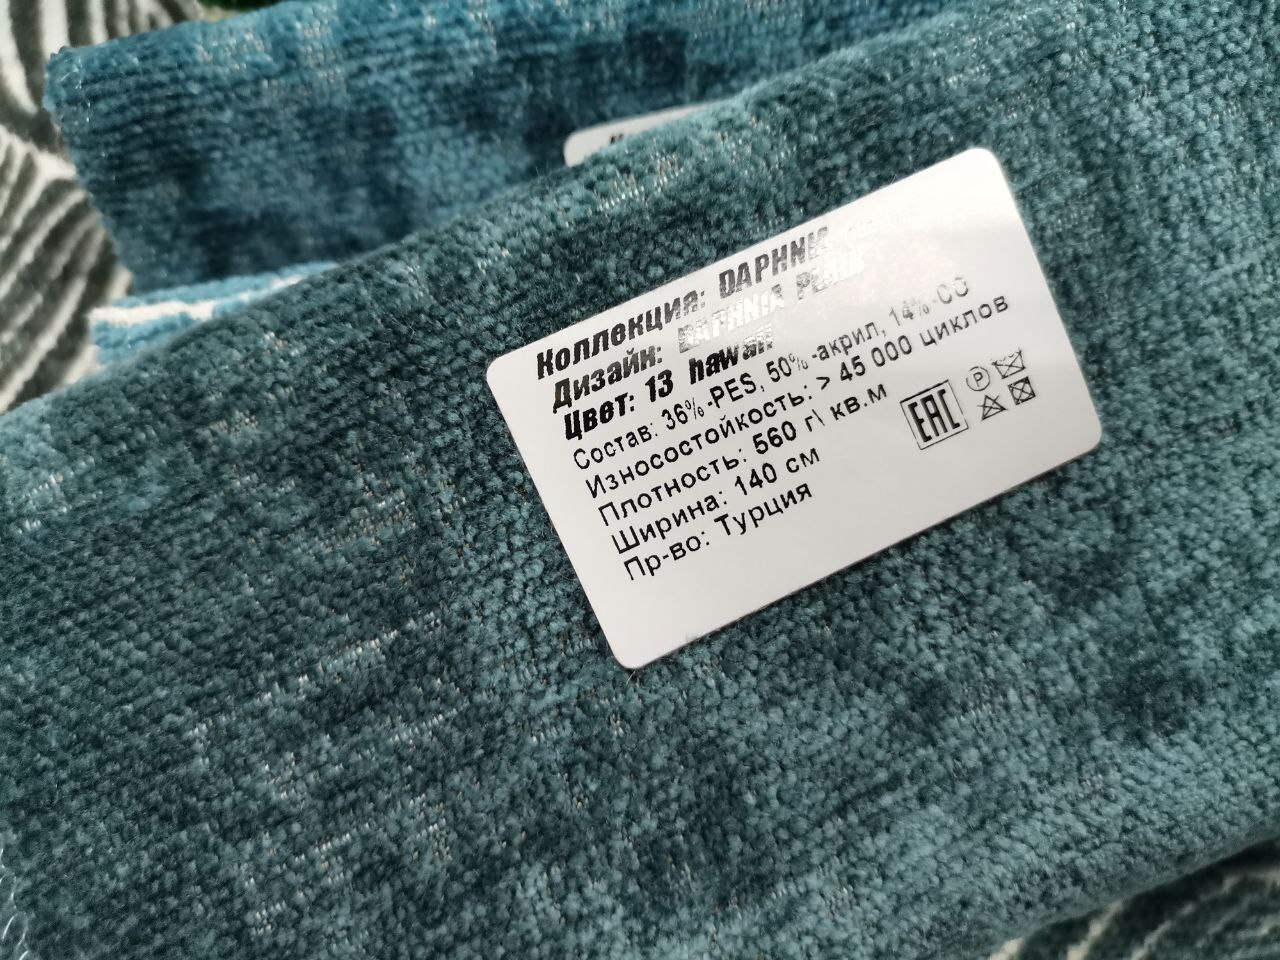 Коллекция: DAPHNIA
Дизайн: DAPHNIA
Цвет: 13 hawaii
Состав: 36%-PES, 50%-акрил, 14%-CO
Износостойкость: > 45 000 циклов
Плотность: 560 г\ кв.м
Ширина: 140 см
Пр-во: Турция
EAC
P